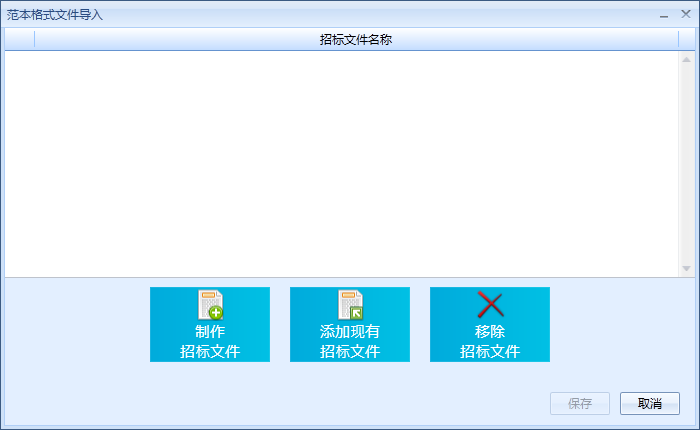 范本格式文件导入
招标文件名称
制作
招标文件
添加现有
招标文件
移除
招标文件
保存
取消